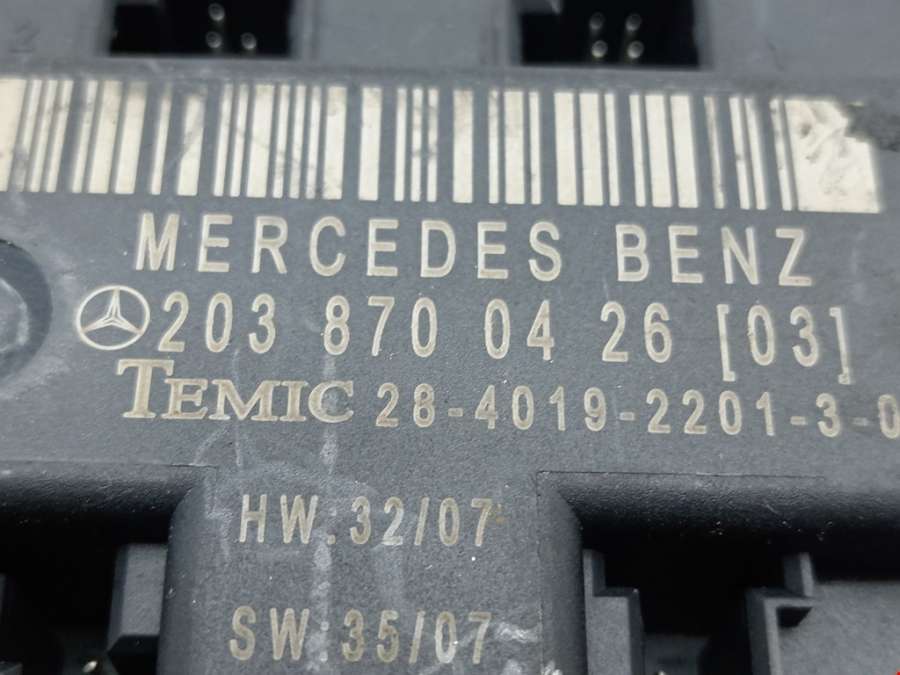 MERCEDES BENZ
203 870 04 26 [03]
TEMIC 28-4019-2201-3-0
HW:32/07
SW:35/07